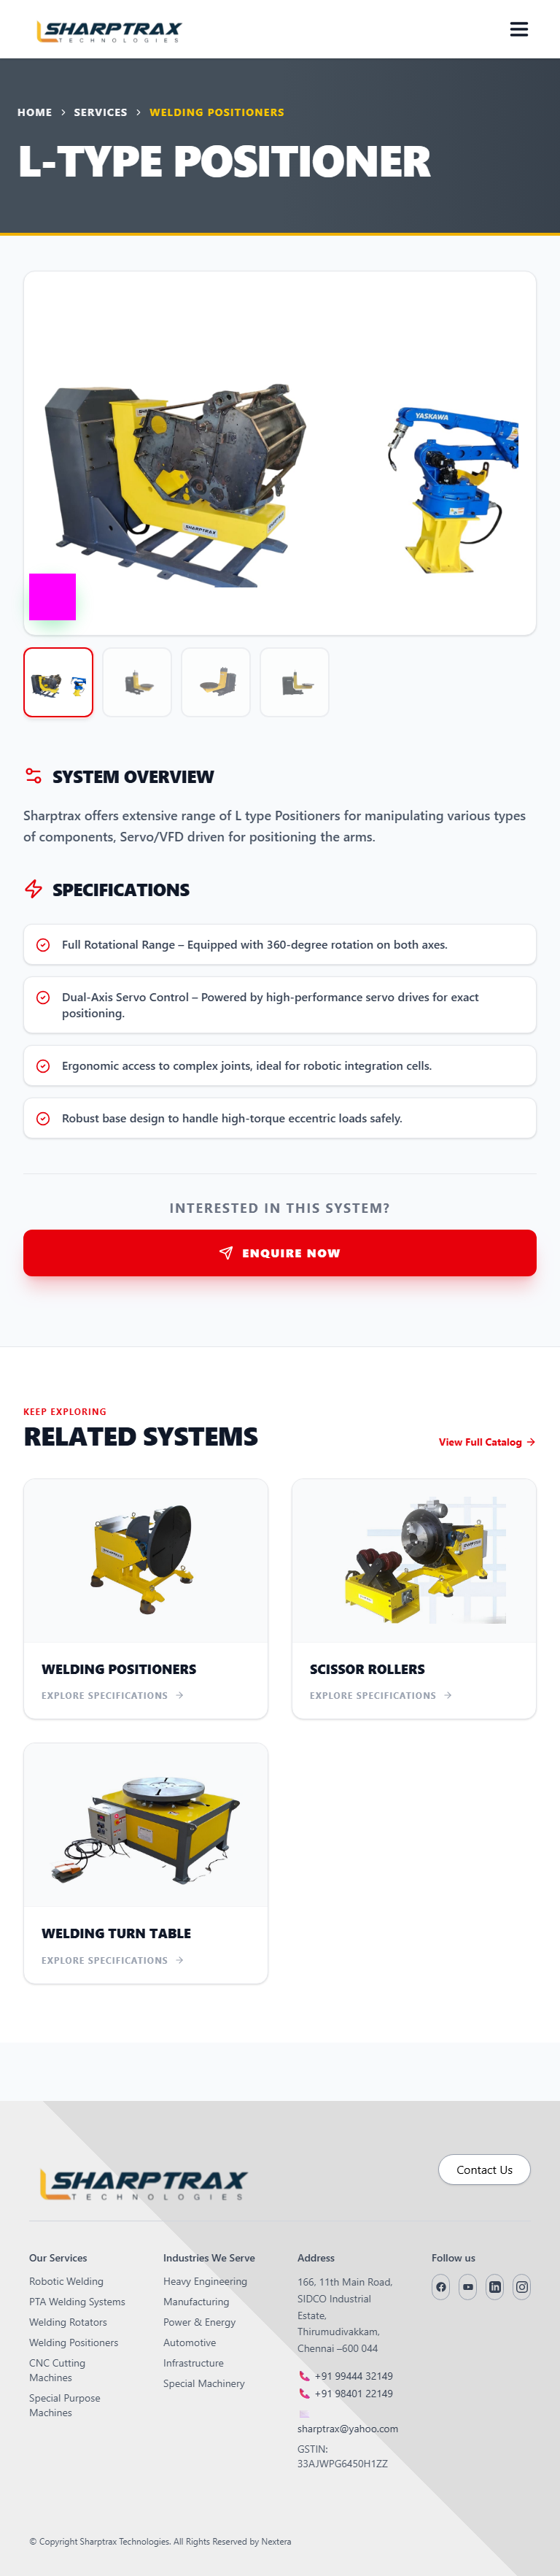 SHARPTRAX
TECHNOLOGIES
HOME > SERVICES > WELDING POSITIONERS
L-TYPE POSITIONER
YASKAWA
SHARPTRAX
SYSTEM OVERVIEW
Sharptrax offers extensive range of L type Positioners for manipulating various types
of components, Servo/VFD driven for positioning the arms.
SPECIFICATIONS
Full Rotational Range – Equipped with 360-degree rotation on both axes.
Dual-Axis Servo Control – Powered by high-performance servo drives for exact
positioning.
Ergonomic access to complex joints, ideal for robotic integration cells.
Robust base design to handle high-torque eccentric loads safely.
INTERESTED IN THIS SYSTEM?
ENQUIRE NOW
KEEP EXPLORING
RELATED SYSTEMS
View Full Catalog →
WELDING POSITIONERS
EXPLORE SPECIFICATIONS →
SCISSOR ROLLERS
EXPLORE SPECIFICATIONS →
WELDING TURN TABLE
EXPLORE SPECIFICATIONS →
SHARPTRAX
TECHNOLOGIES
Contact Us
Our Services
Robotic Welding
PTA Welding Systems
Welding Rotators
Welding Positioners
CNC Cutting
Machines
Special Purpose
Machines
Industries We Serve
Heavy Engineering
Manufacturing
Power & Energy
Automotive
Infrastructure
Special Machinery
Address
166, 11th Main Road,
SIDCO Industrial
Estate,
Thirumudivakkam,
Chennai –600 044
+91 99444 32149
+91 98401 22149
sharptrax@yahoo.com
GSTIN:
33AJWPG6450H1ZZ
Follow us
© Copyright Sharptrax Technologies. All Rights Reserved by Nextera